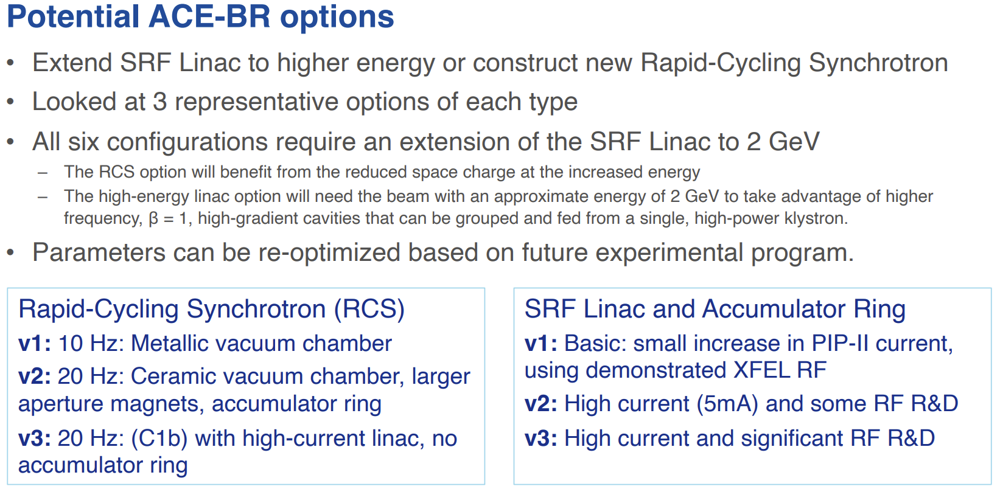 Potential ACE-BR options
• Extend SRF Linac to higher energy or construct new Rapid-Cycling Synchrotron
• Looked at 3 representative options of each type
• All six configurations require an extension of the SRF Linac to 2 GeV
– The RCS option will benefit from the reduced space charge at the increased energy
– The high-energy linac option will need the beam with an approximate energy of 2 GeV to take advantage of higher
frequency, β = 1, high-gradient cavities that can be grouped and fed from a single, high-power klystron.
• Parameters can be re-optimized based on future experimental program.
Rapid-Cycling Synchrotron (RCS)
v1: 10 Hz: Metallic vacuum chamber
v2: 20 Hz: Ceramic vacuum chamber, larger
aperture magnets, accumulator ring
v3: 20 Hz: (C1b) with high-current linac, no
accumulator ring
SRF Linac and Accumulator Ring
v1: Basic: small increase in PIP-II current,
using demonstrated XFEL RF
v2: High current (5mA) and some RF R&D
v3: High current and significant RF R&D